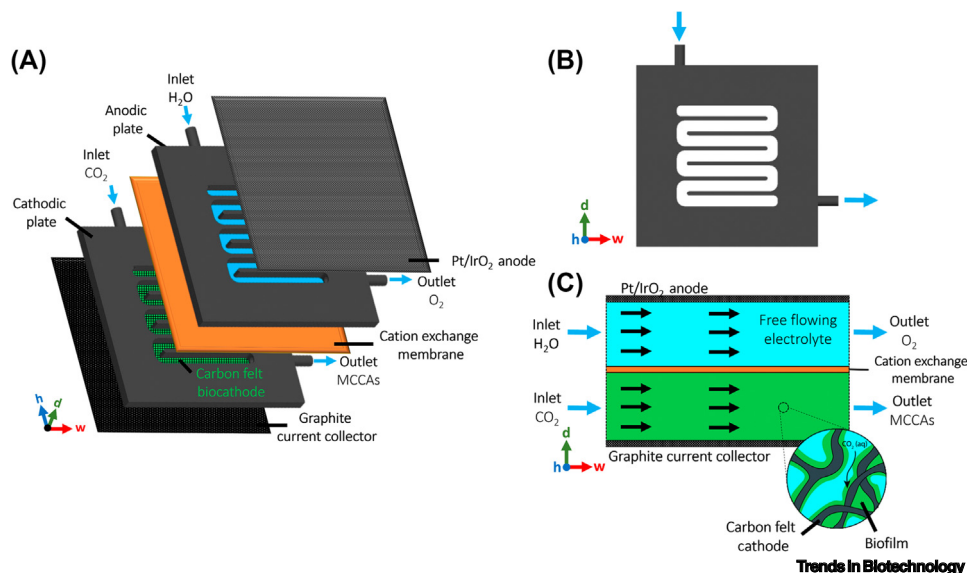 (A)
Inlet
H₂O
Anodic
plate
Inlet
CO₂
Cathodic
plate
Pt/IrO₂ anode
Outlet
O₂
Cation exchange
membrane
Outlet
MCCAs
Carbon felt
biocathode
Graphite
current collector
h
d
w
(B)
d
h
w
(C)
Pt/IrO₂ anode
Inlet
H₂O
Free flowing
electrolyte
Outlet
O₂
Cation exchange
membrane
Inlet
CO₂
Outlet
MCCAs
d
h
w
Graphite current collector
CO₂ (aq)
Carbon felt
cathode
Biofilm
Trends in Biotechnology